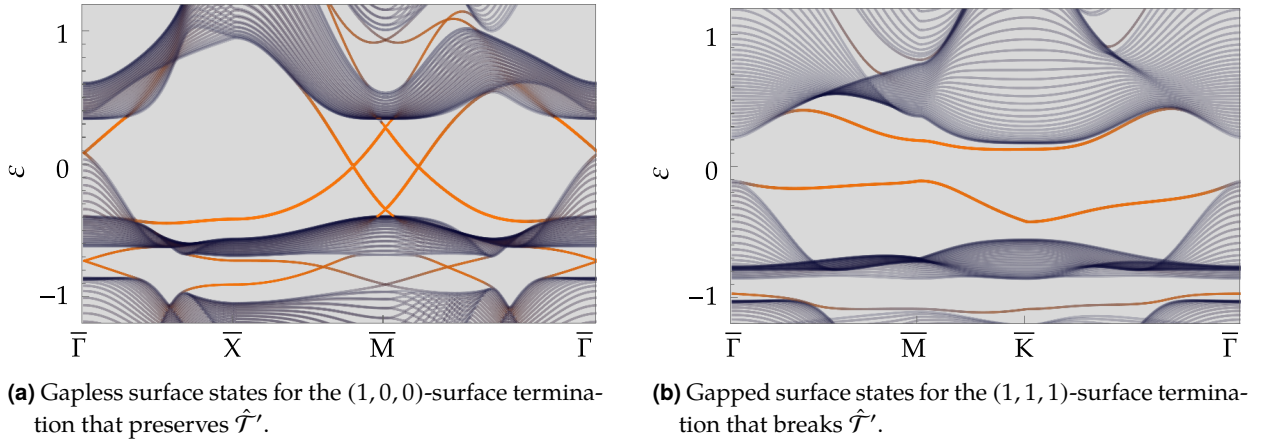 1
0
−1
ε
Γ̅ X̅ M̅ Γ̅
(a) Gapless surface states for the (1, 0, 0)-surface termina-
tion that preserves 𝒯̂′.
1
0
−1
ε
Γ̅ M̅ K̅ Γ̅
(b) Gapped surface states for the (1, 1, 1)-surface termination
tion that breaks 𝒯̂′.